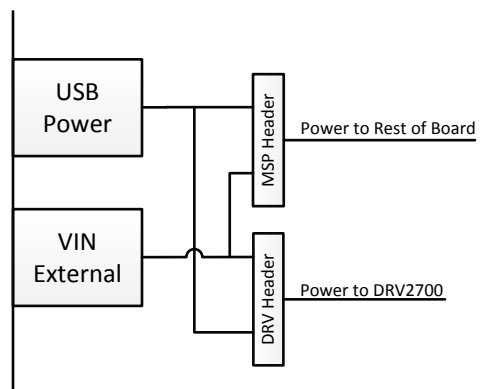 USB
Power
MSP Header
Power to Rest of Board
VIN
External
DRV Header
Power to DRV2700